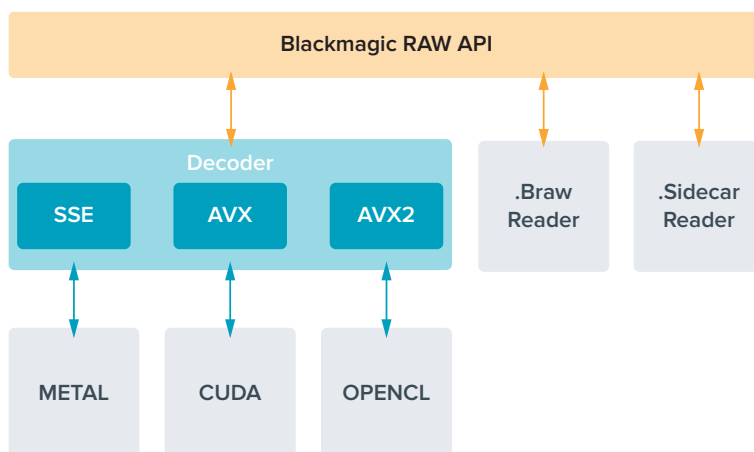 Blackmagic RAW API
Decoder
SSE
AVX
AVX2
.Braw
Reader
.Sidecar
Reader
METAL
CUDA
OPENCL